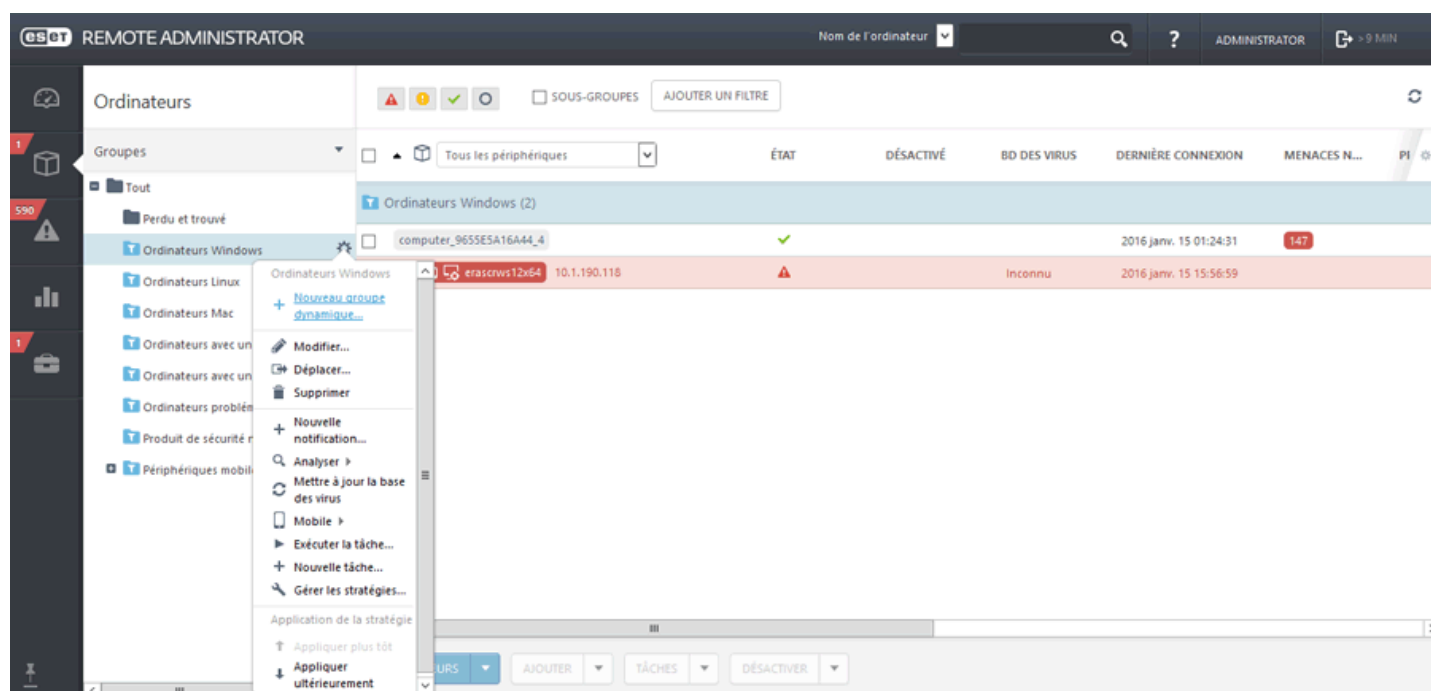 eset REMOTE ADMINISTRATOR
Nom de l'ordinateur
?
ADMINISTRATOR
>9 MIN
Ordinateurs
SOUS-GROUPES
AJOUTER UN FILTRE
1
Groupes
Tous les périphériques
ÉTAT
DÉSACTIVÉ
BD DES VIRUS
DERNIÈRE CONNEXION
MENACES N...
PI
Tout
Ordinateurs Windows (2)
590
Perdu et trouvé
Ordinateurs Windows
computer_9655E5A16A44_4
2016 janv. 15 01:24:31
147
erascrws12x64
10.1.190.118
Inconnu
2016 janv. 15 15:56:59
Ordinateurs Linux
Ordinateurs Mac
1
Ordinateurs avec un
Ordinateurs avec un
Ordinateurs problém
Produit de sécurité
Périphériques mobil
Ordinateurs Windows
Nouveau groupe
dynamique...
Modifier...
Déplacer...
Supprimer
Nouvelle
notification...
Analyser
Mettre à jour la base
des virus
Mobile
Exécuter la tâche...
Nouvelle tâche...
Gérer les stratégies...
Application de la stratégie
Appliquer plus tôt
Appliquer
ultérieurement
URS
AJOUTER
TÂCHES
DÉSACTIVER